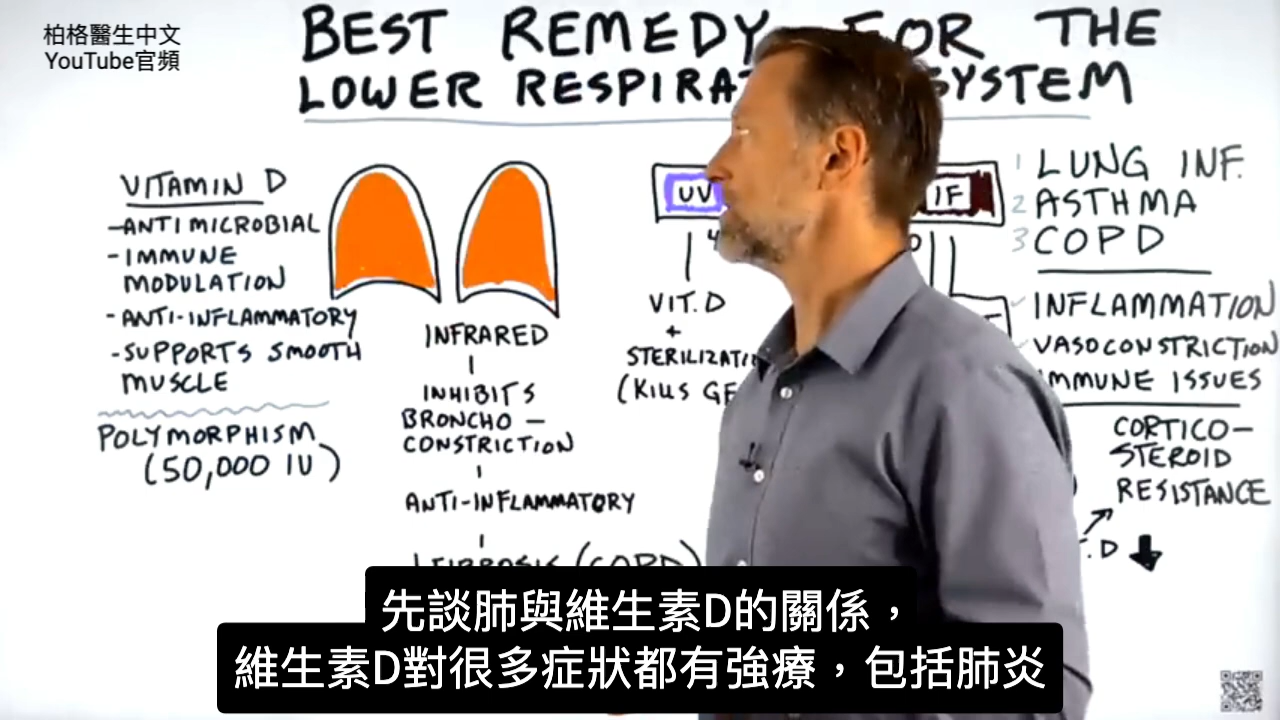 柏格醫生中文
YouTube官頻
BEST REMEDY FOR THE
LOWER RESPIRAT SYSTEM
VITAMIN D
-ANTIMICROBIAL
-IMMUNE
MODULATION
-ANTI-INFLAMMATORY
-SUPPORTS SMOOTH
MUSCLE
POLYMORPHISM
(50,000 IU)
INFRARED
INHIBITS
BRONCHO-
CONSTRICTION
ANTI-INFLAMMATORY
(COPD)
UV
VIT. D
+
STERILIZATI
(KILLS GE
IF
1 LUNG INF.
2 ASTHMA
3 COPD
INFLAMMATION
VASOCONSTRICTION
IMMUNE ISSUES
CORTICO-
STEROID
RESISTANCE
T.D
先談肺與維生素D的關係，
維生素D對很多症狀都有強療，包括肺炎